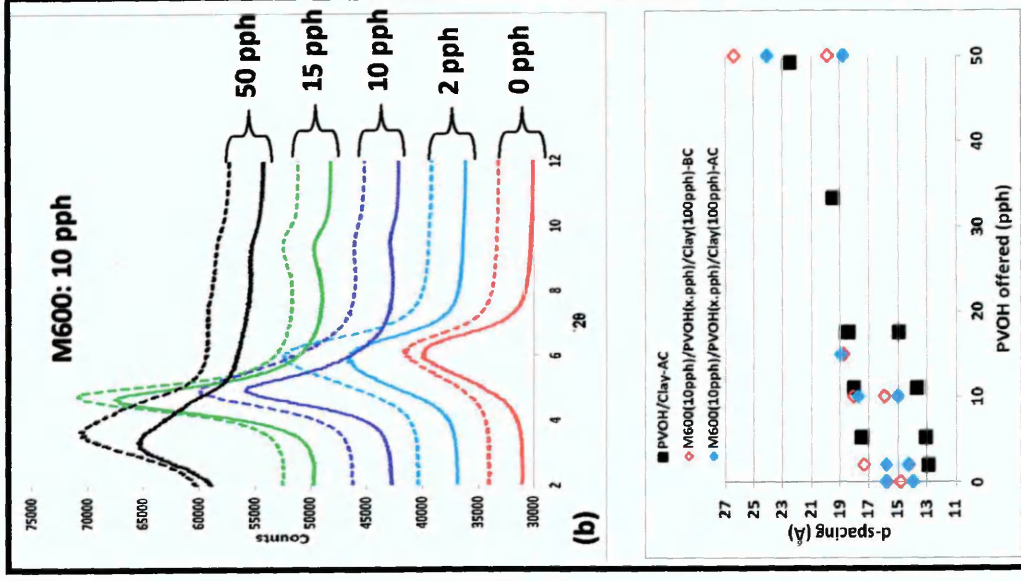 M600: 10 pph
75000
70000
65000
60000
55000
50000
45000
40000
35000
30000
Counts
2
4
6
8
10
12
2θ
50 pph
15 pph
10 pph
2 pph
0 pph
(b)
27
25
23
21
19
17
15
13
11
d-spacing (Å)
0
10
20
30
40
50
PVOH offered (pph)
PVOH/Clay-AC
M600(10pph)/PVOH(x.pph)/Clay(100pph)-BC
M600(10pph)/PVOH(x.pph)/Clay(100pph)-AC